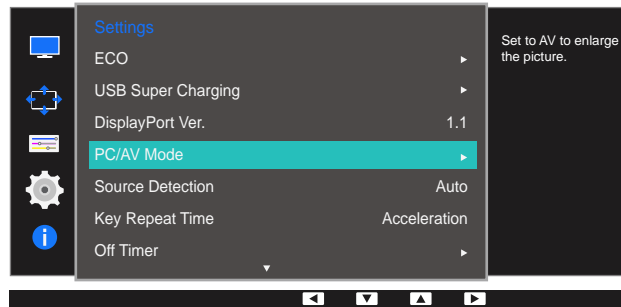 Settings
ECO
USB Super Charging
DisplayPort Ver. 1.1
PC/AV Mode
Source Detection Auto
Key Repeat Time Acceleration
Off Timer
Set to AV to enlarge
the picture.